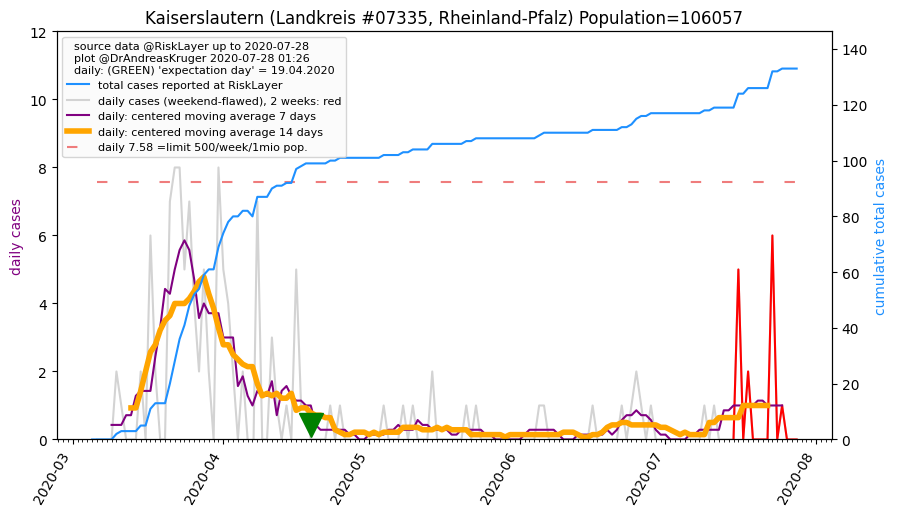 Kaiserslautern (Landkreis #07335, Rheinland-Pfalz) Population=106057
source data @RiskLayer up to 2020-07-28
plot @DrAndreasKruger 2020-07-28 01:26
daily: (GREEN) 'expectation day' = 19.04.2020
total cases reported at RiskLayer
daily cases (weekend-flawed), 2 weeks: red
daily: centered moving average 7 days
daily: centered moving average 14 days
daily 7.58 =limit 500/week/1mio pop.
daily cases
12
10
8
6
4
2
0
140
120
100
80
60
40
20
0
cumulative total cases
2020-03
2020-04
2020-05
2020-06
2020-07
2020-08